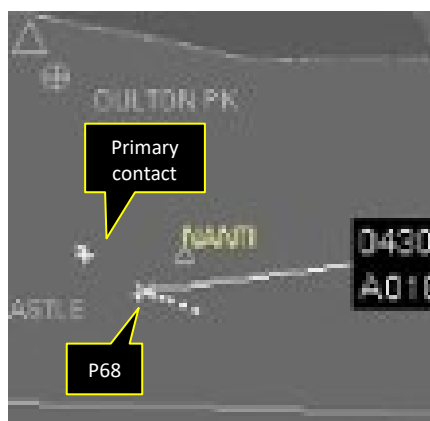 OULTON PK
Primary
contact
NANTI
0430
A010
ASTLE
P68